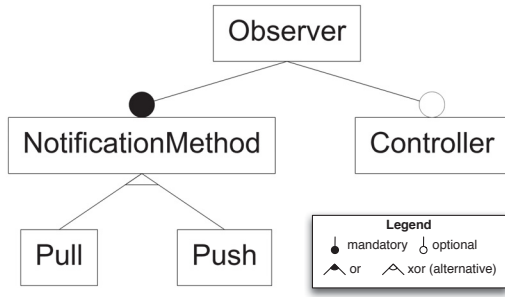 Observer
NotificationMethod
Controller
Pull
Push
Legend
mandatory optional
or xor (alternative)